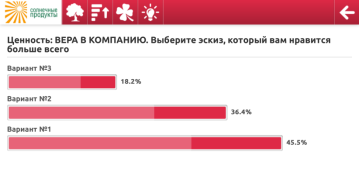 солнечные
продукты
Ценность: ВЕРА В КОМПАНИЮ. Выберите эскиз, который вам нравится
больше всего
Вариант №3
18.2%
Вариант №2
36.4%
Вариант №1
45.5%